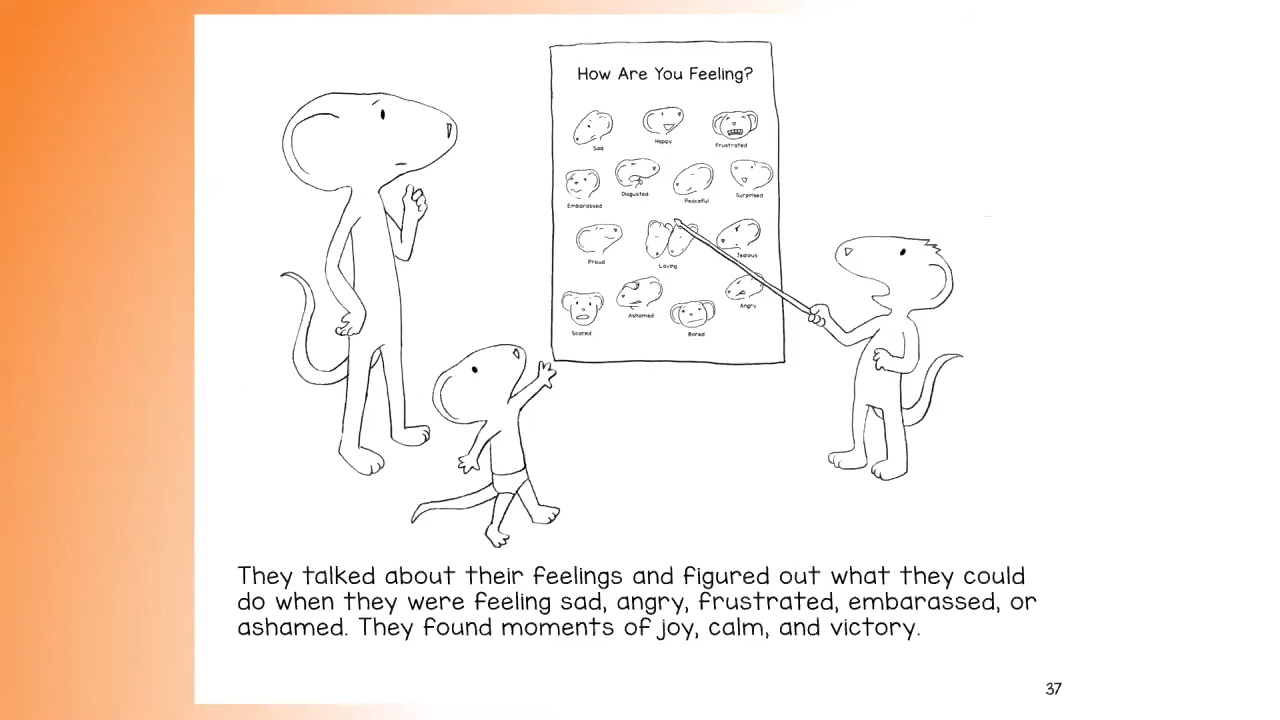 How Are You Feeling?
Sad Happy Frustrated
Embarassed Disgusted Peaceful Surprised
Proud Loving Jealous
Scared Ashamed Bored Angry
They talked about their feelings and figured out what they could
do when they were feeling sad, angry, frustrated, embarassed, or
ashamed. They found moments of joy, calm, and victory.
37